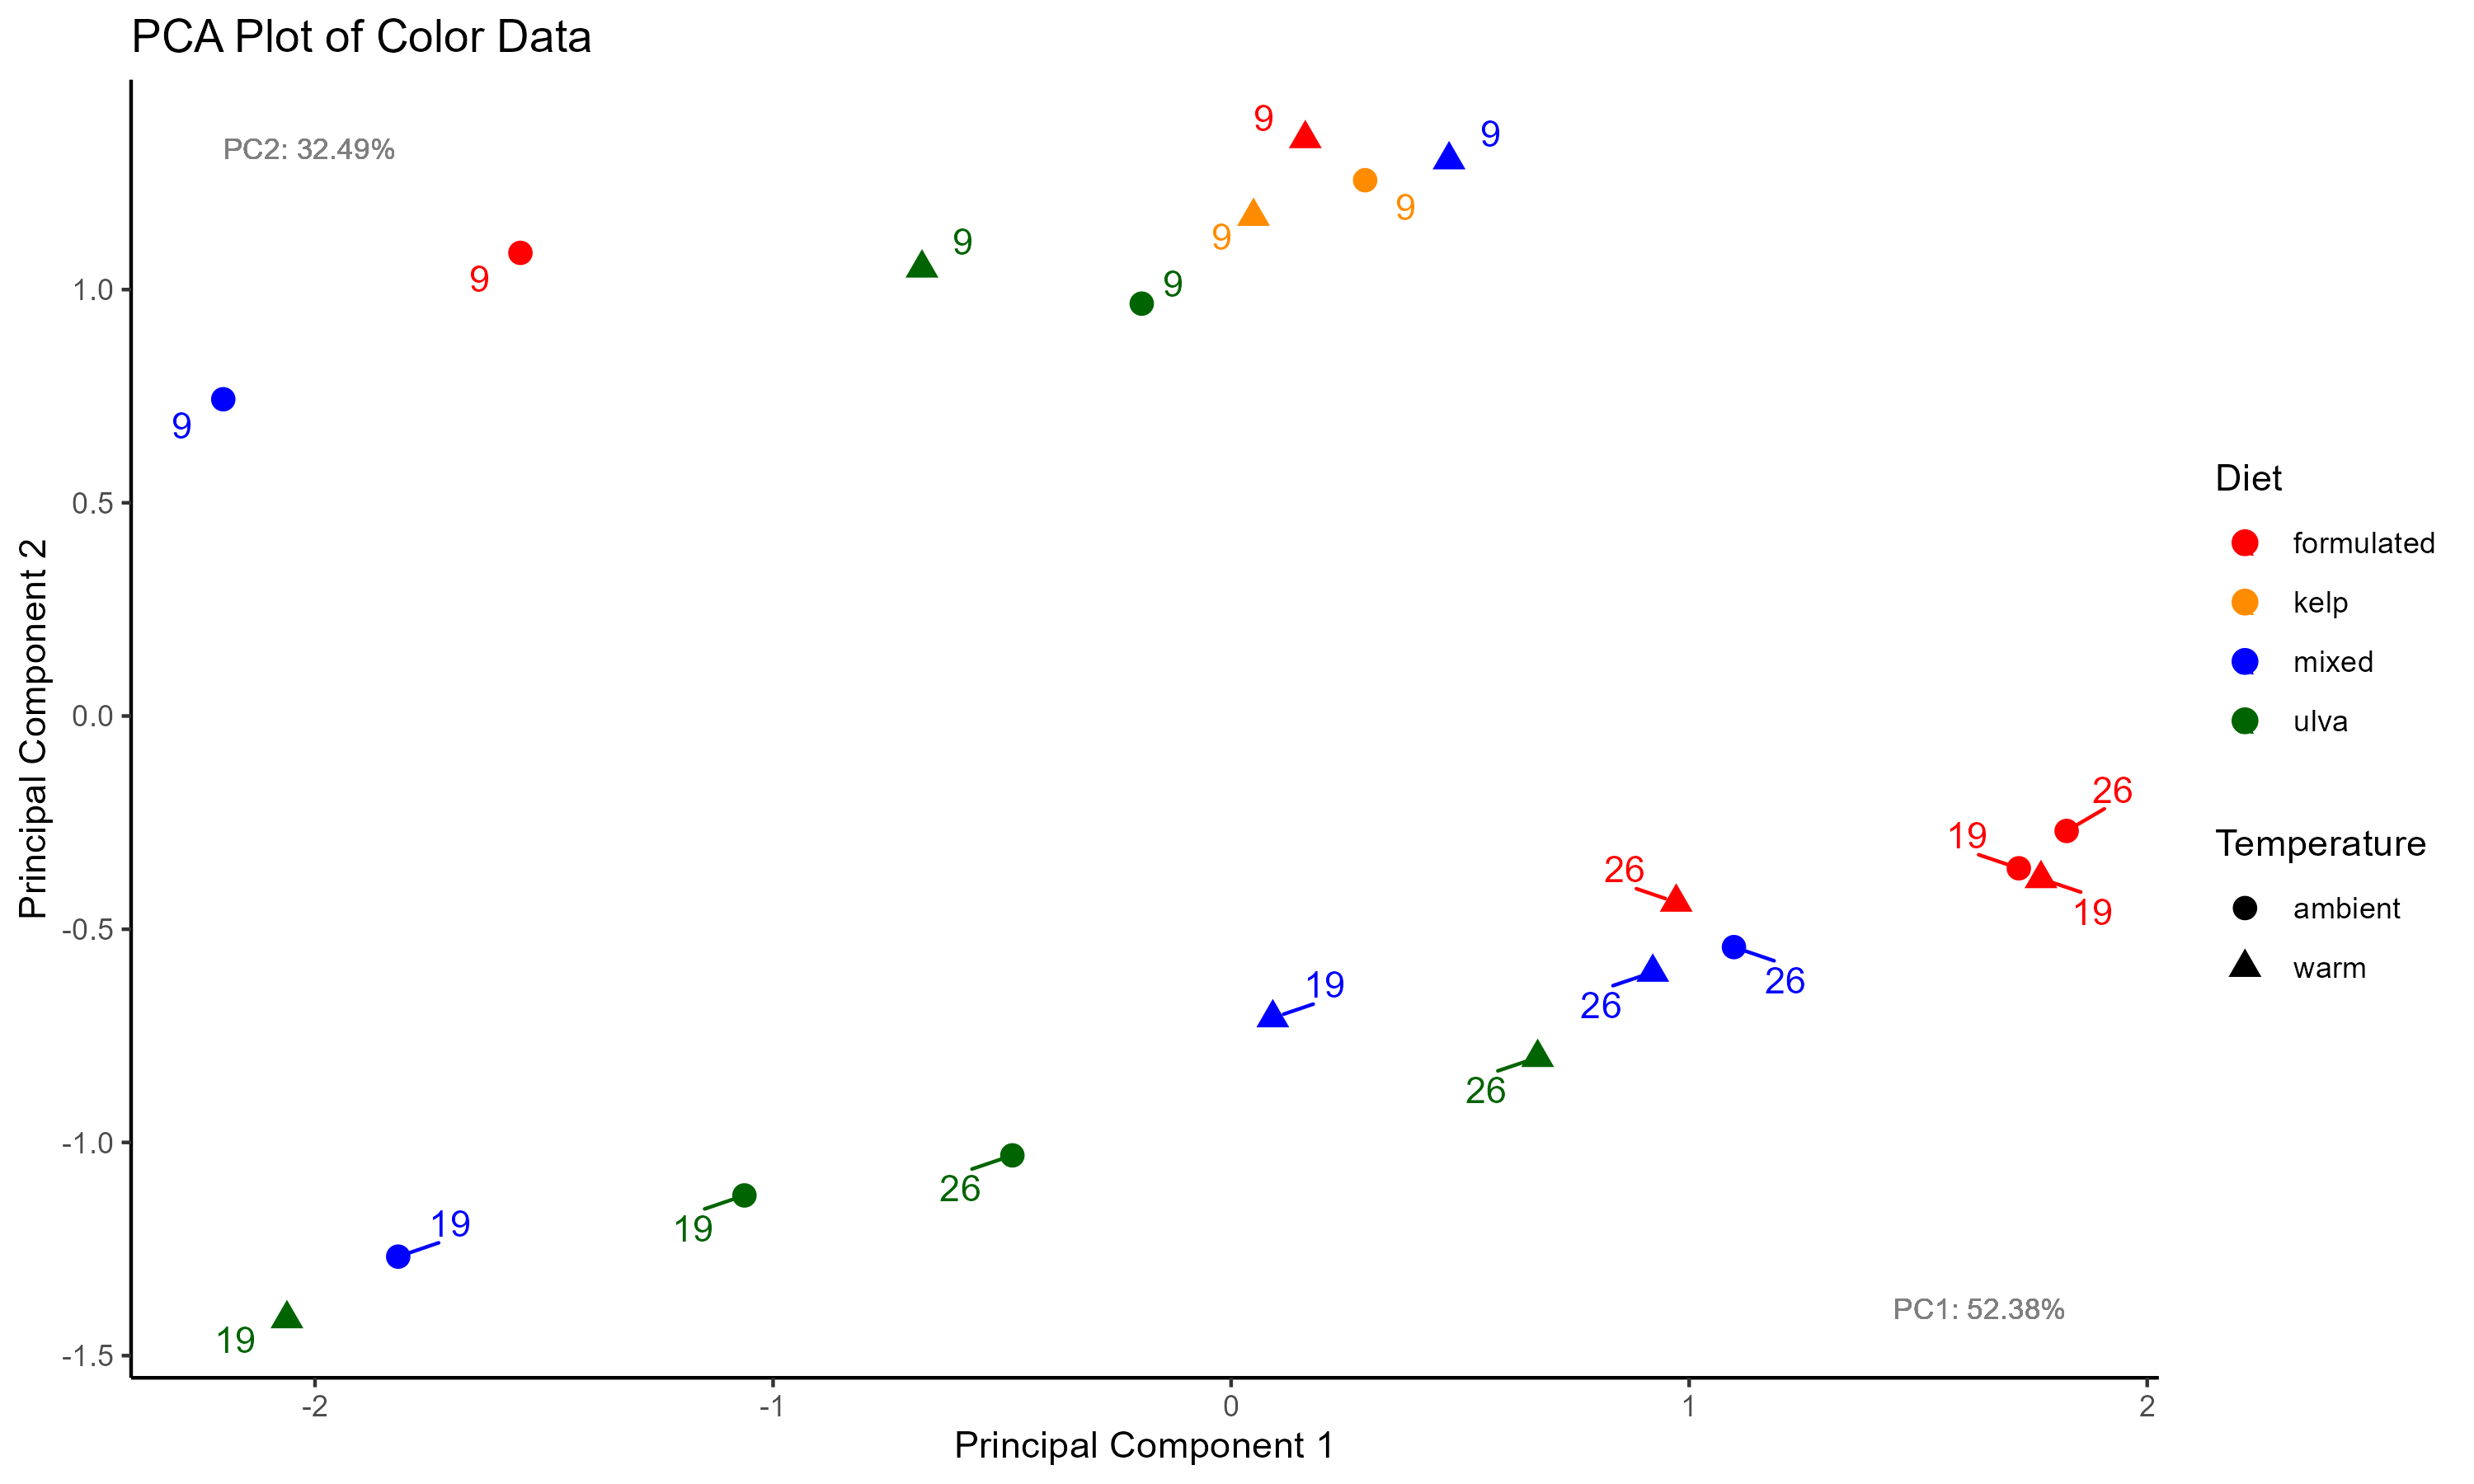 PCA Plot of Color Data
PC2: 32.49%
9
9
9
9
9
9
9
9
1.0
0.5
0.0
-0.5
-1.0
-1.5
Principal Component 2
26
19
26
19
26
19
26
26
26
19
19
19
PC1: 52.38%
-2
-1
0
1
2
Principal Component 1
Diet
formulated
kelp
mixed
ulva
Temperature
ambient
warm